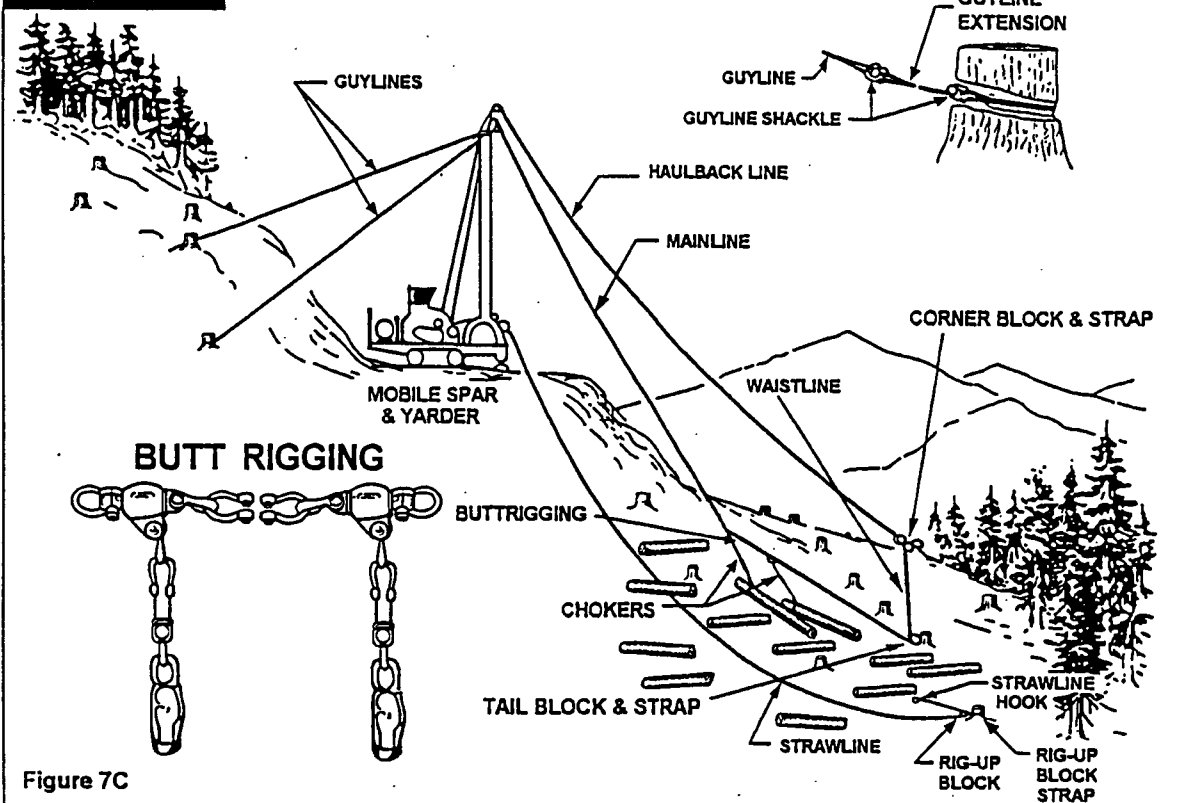 GUYLINE
EXTENSION
GUYLINES
GUYLINE
GUYLINE SHACKLE
HAULBACK LINE
MAINLINE
CORNER BLOCK & STRAP
WAISTLINE
MOBILE SPAR
& YARDER
BUTT RIGGING
BUTTRIGGING
CHOKERS
TAIL BLOCK & STRAP
STRAWLINE
HOOKS
STRAWLINE
RIG-UP
BLOCK
RIG-UP
BLOCK
STRAP
Figure 7C